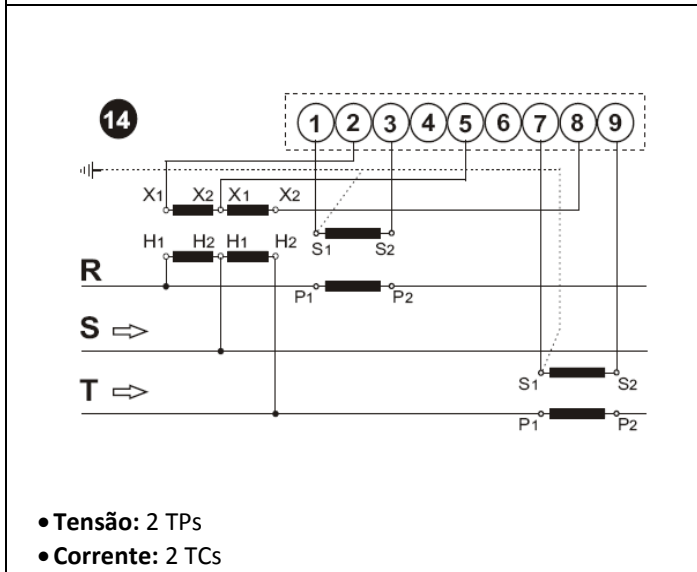 14
1 2 3 4 5 6 7 8 9
X1 X2 X1 X2
H1 H2 H1 H2
S1 S2
R
P1 P2
S
S1 S2
T
P1 P2
• Tensão: 2 TPs
• Corrente: 2 TCs